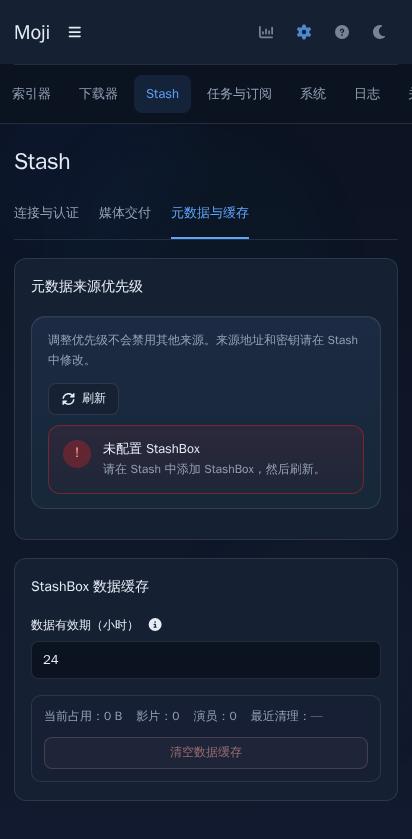 Moji
索引器 下载器 Stash 任务与订阅 系统 日志
Stash
连接与认证 媒体交付 元数据与缓存
元数据来源优先级
调整优先级不会禁用其他来源。来源地址和密钥请在 Stash
中修改。
刷新
未配置 StashBox
请在 Stash 中添加 StashBox，然后刷新。
StashBox 数据缓存
数据有效期（小时）
24
当前占用：0 B 影片：0 演员：0 最近清理：—
清空数据缓存